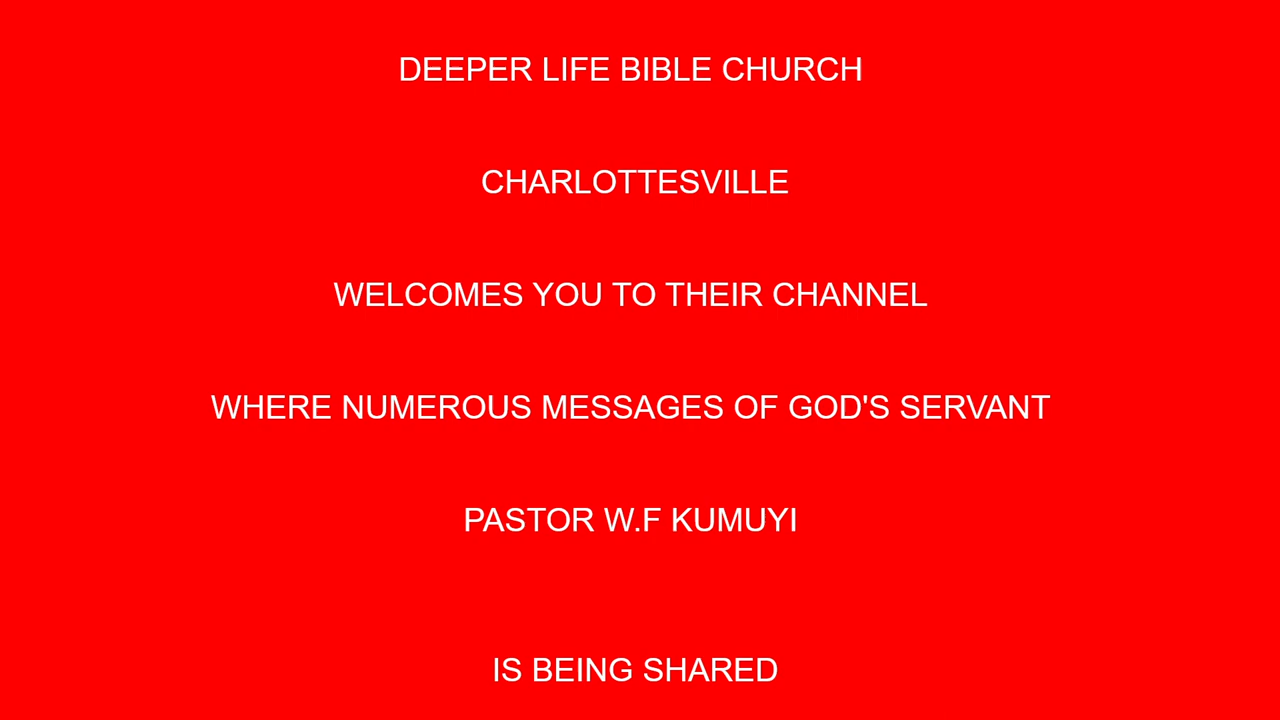 DEEPER LIFE BIBLE CHURCH
CHARLOTTESVILLE
WELCOMES YOU TO THEIR CHANNEL
WHERE NUMEROUS MESSAGES OF GOD'S SERVANT
PASTOR W.F KUMUYI
IS BEING SHARED